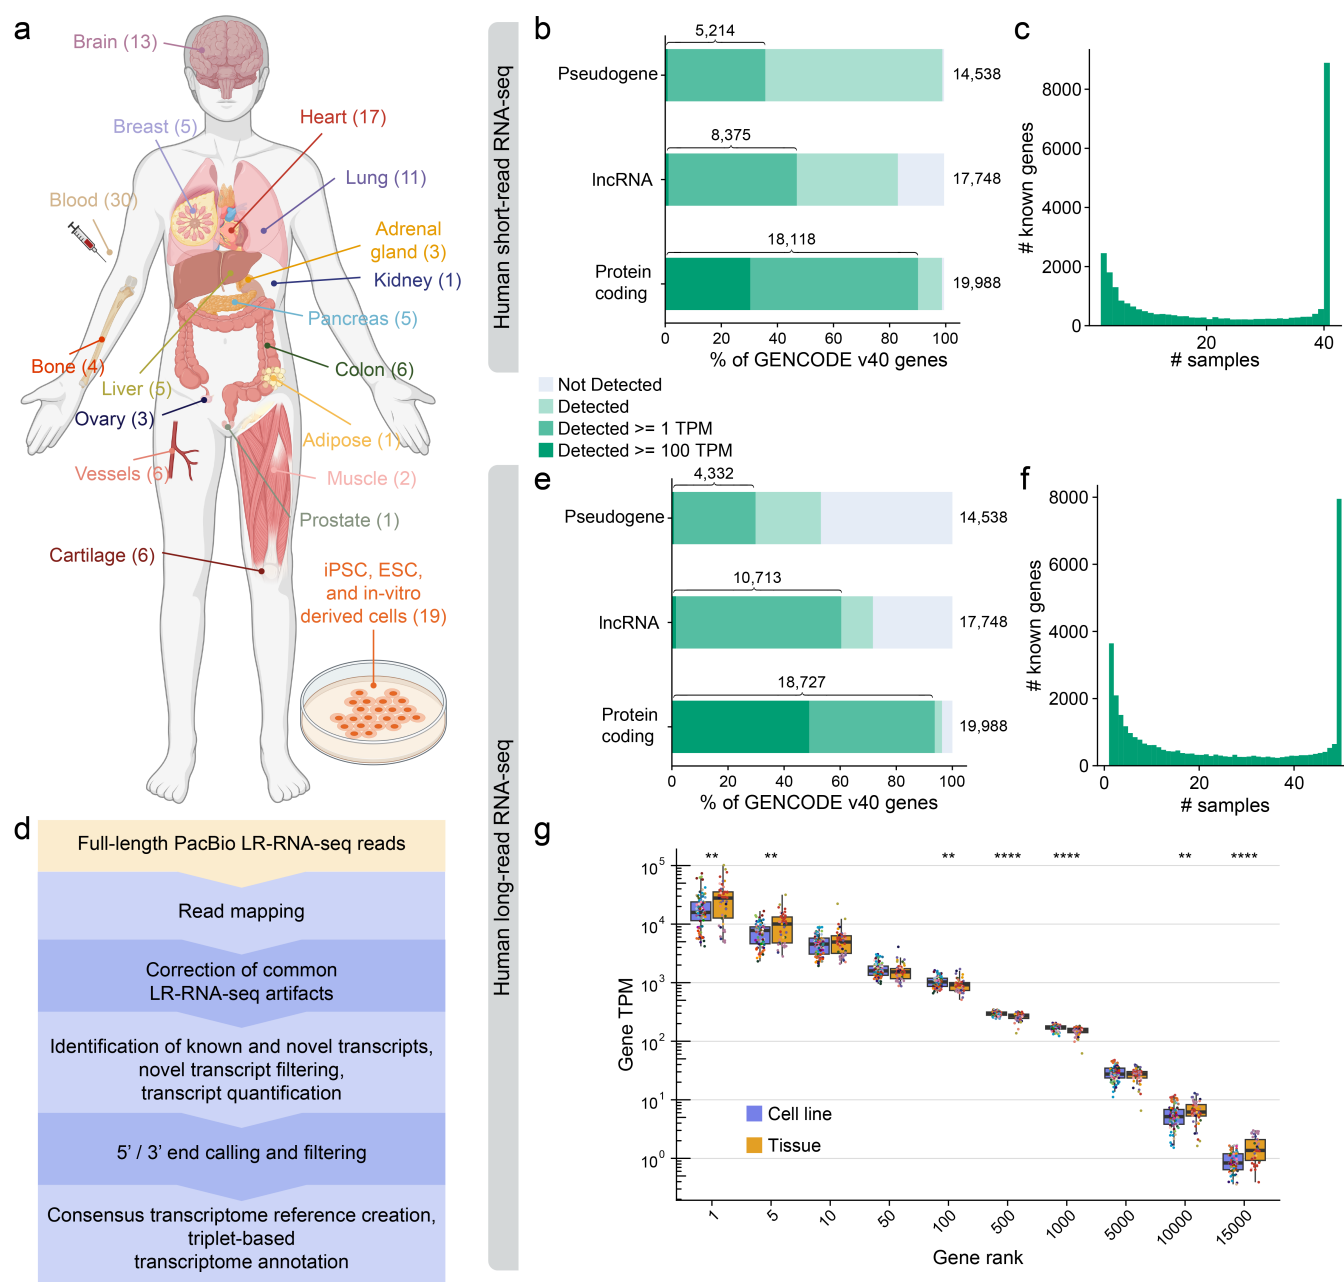 a
Brain (13)
Breast (5)
Heart (17)
Lung (11)
Blood (30)
Adrenal
gland (3)
Kidney (1)
Pancreas (5)
Bone (4)
Liver (5)
Colon (6)
Ovary (3)
Adipose (1)
Vessels (6)
Muscle (2)
Prostate (1)
Cartilage (6)
iPSC, ESC,
and in-vitro
derived cells (19)
Human short-read RNA-seq
b
5,214
Pseudogene
14,538
8,375
lncRNA
17,748
18,118
Protein
coding
19,988
0 20 40 60 80 100
% of GENCODE v40 genes
Not Detected
Detected
Detected >= 1 TPM
Detected >= 100 TPM
c
# known genes
8000
6000
4000
2000
0
20 40
# samples
Human long-read RNA-seq
e
4,332
Pseudogene
14,538
10,713
lncRNA
17,748
18,727
Protein
coding
19,988
0 20 40 60 80 100
% of GENCODE v40 genes
f
# known genes
8000
6000
4000
2000
0
0 20 40
# samples
d
Full-length PacBio LR-RNA-seq reads
Read mapping
Correction of common
LR-RNA-seq artifacts
Identification of known and novel transcripts,
novel transcript filtering,
transcript quantification
5’ / 3’ end calling and filtering
Consensus transcriptome reference creation,
triplet-based
transcriptome annotation
g
** ** ** **** **** ** ****
Gene TPM
10⁵
10⁴
10³
10²
10¹
10⁰
Cell line
Tissue
1 5 10 50 100 500 1000 5000 10000 15000
Gene rank